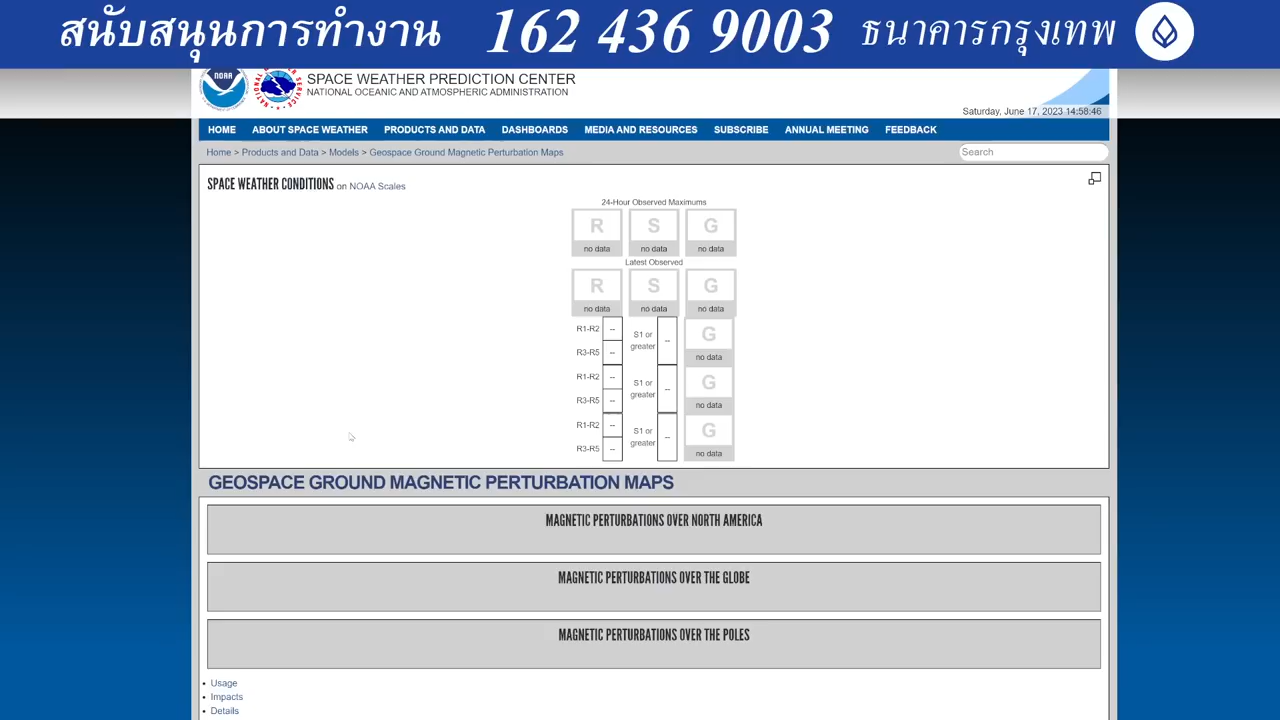 สนับสนุนการทำงาน 162 436 9003 ธนาคารกรุงเทพ
NOAA
SPACE WEATHER PREDICTION CENTER
NATIONAL OCEANIC AND ATMOSPHERIC ADMINISTRATION
Saturday, June 17, 2023 14:58:46
HOME ABOUT SPACE WEATHER PRODUCTS AND DATA DASHBOARDS MEDIA AND RESOURCES SUBSCRIBE ANNUAL MEETING FEEDBACK
Home > Products and Data > Models > Geospace Ground Magnetic Perturbation Maps
Search
SPACE WEATHER CONDITIONS on NOAA Scales
24-Hour Observed Maximums
R S G
no data no data no data
Latest Observed
R S G
no data no data no data
R1-R2 -- S1 or greater -- G
R3-R5 -- no data
R1-R2 -- S1 or greater -- G
R3-R5 -- no data
R1-R2 -- S1 or greater -- G
R3-R5 -- no data
GEOSPACE GROUND MAGNETIC PERTURBATION MAPS
MAGNETIC PERTURBATIONS OVER NORTH AMERICA
MAGNETIC PERTURBATIONS OVER THE GLOBE
MAGNETIC PERTURBATIONS OVER THE POLES
• Usage
• Impacts
• Details